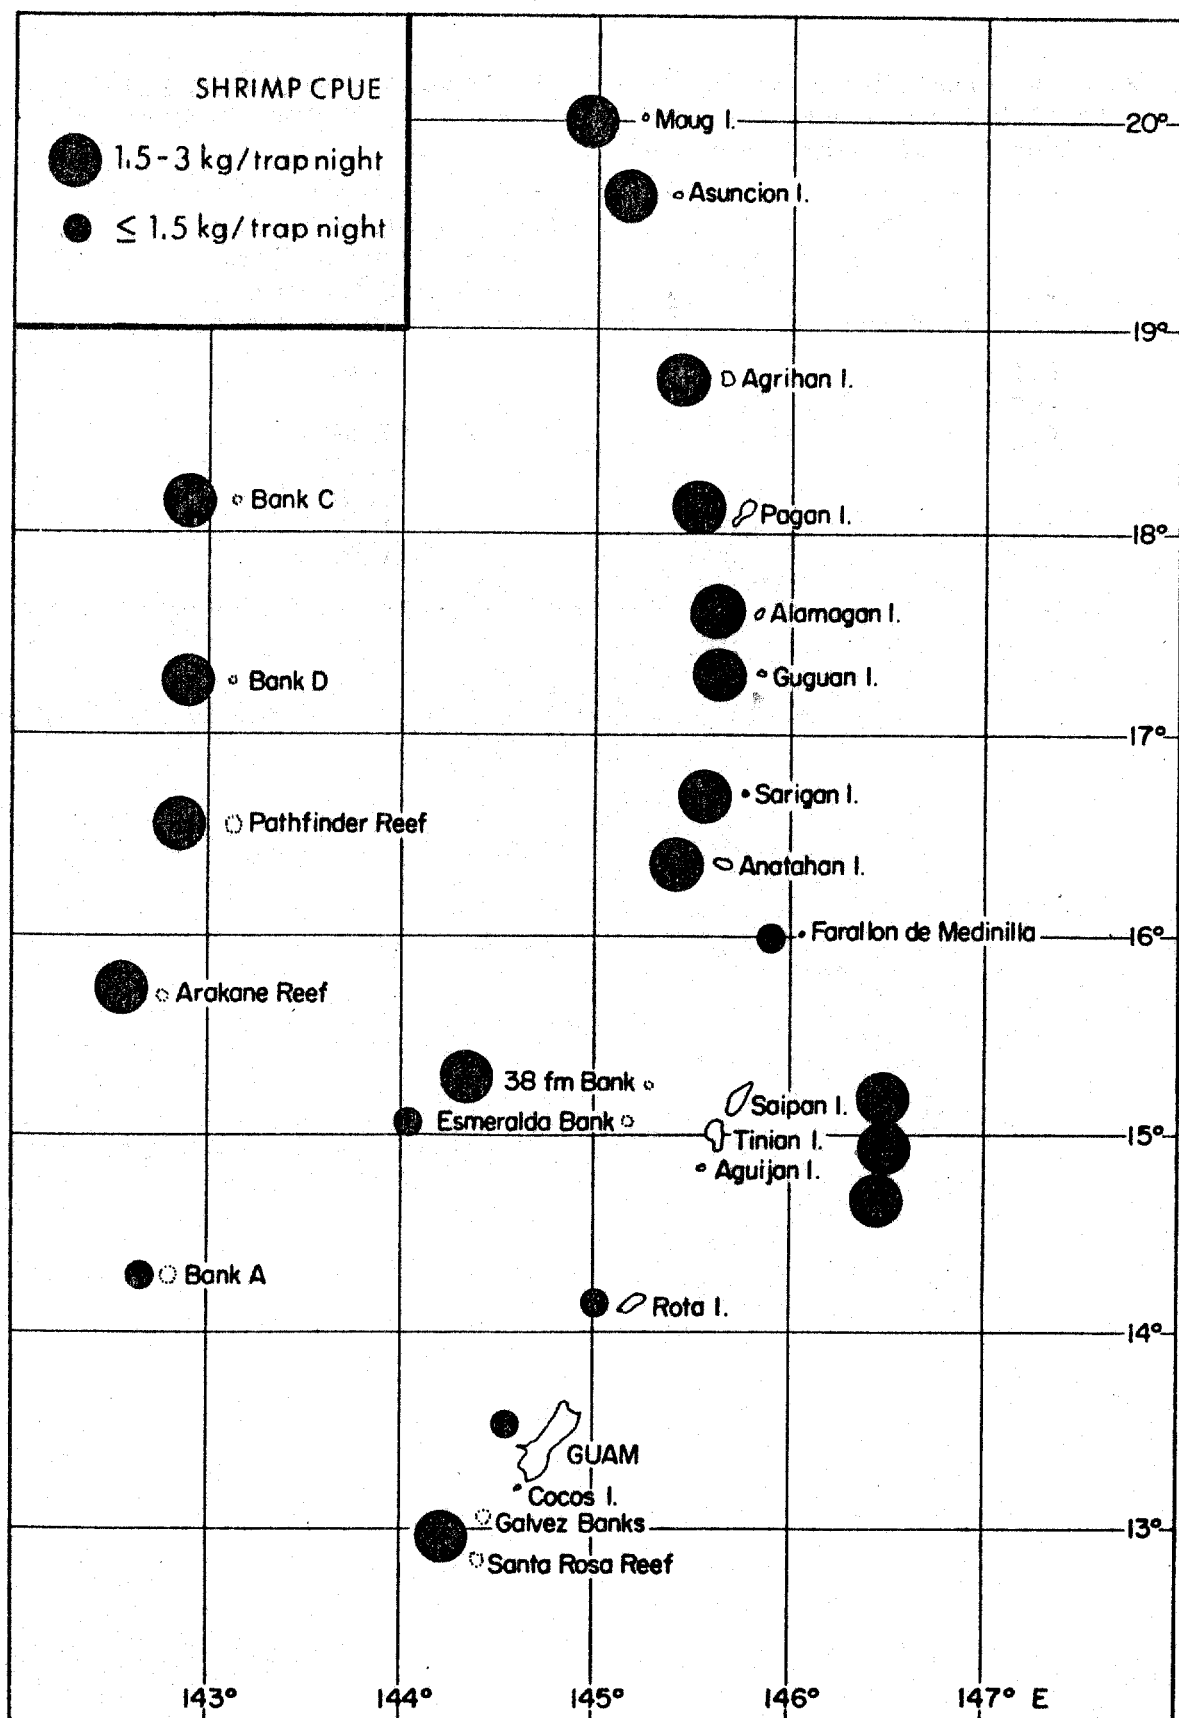 SHRIMP CPUE
1.5-3 kg/trap night
≤ 1.5 kg/trap night
Maug I.
20°
Asuncion I.
19°
Agrihan I.
Bank C
Pagan I.
18°
Alamagan I.
Bank D
Guguan I.
17°
Sarigan I.
Pathfinder Reef
Anatahan I.
Farallon de Medinilla
16°
Arakane Reef
38 fm Bank
Saipan I.
Esmeralda Bank
Tinian I.
15°
Aguijan I.
Bank A
Rota I.
14°
GUAM
Cocos I.
Galvez Banks
13°
Santa Rosa Reef
143° 144° 145° 146° 147° E